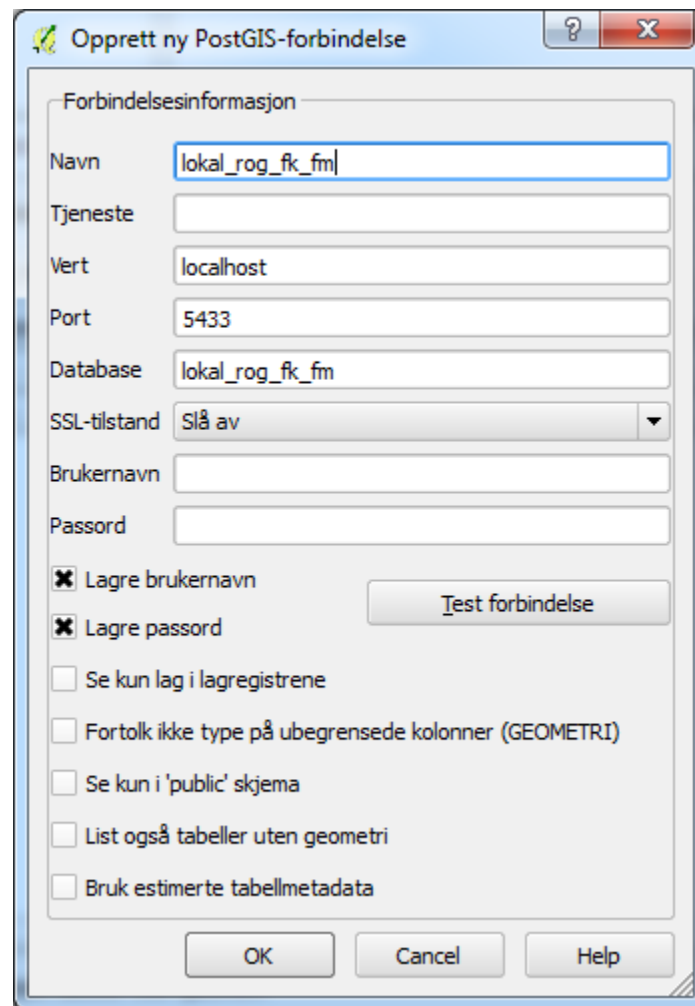 Opprett ny PostGIS-forbindelse
Forbindelsesinformasjon
Navn lokal_rog_fk_fm
Tjeneste
Vert localhost
Port 5433
Database lokal_rog_fk_fm
SSL-tilstand Slå av
Brukernavn
Passord
Lagre brukernavn
Test forbindelse
Lagre passord
Se kun lag i lagregistrene
Fortolk ikke type på ubegrensede kolonner (GEOMETRI)
Se kun i 'public' skjema
List også tabeller uten geometri
Bruk estimerte tabellmetadata
OK Cancel Help